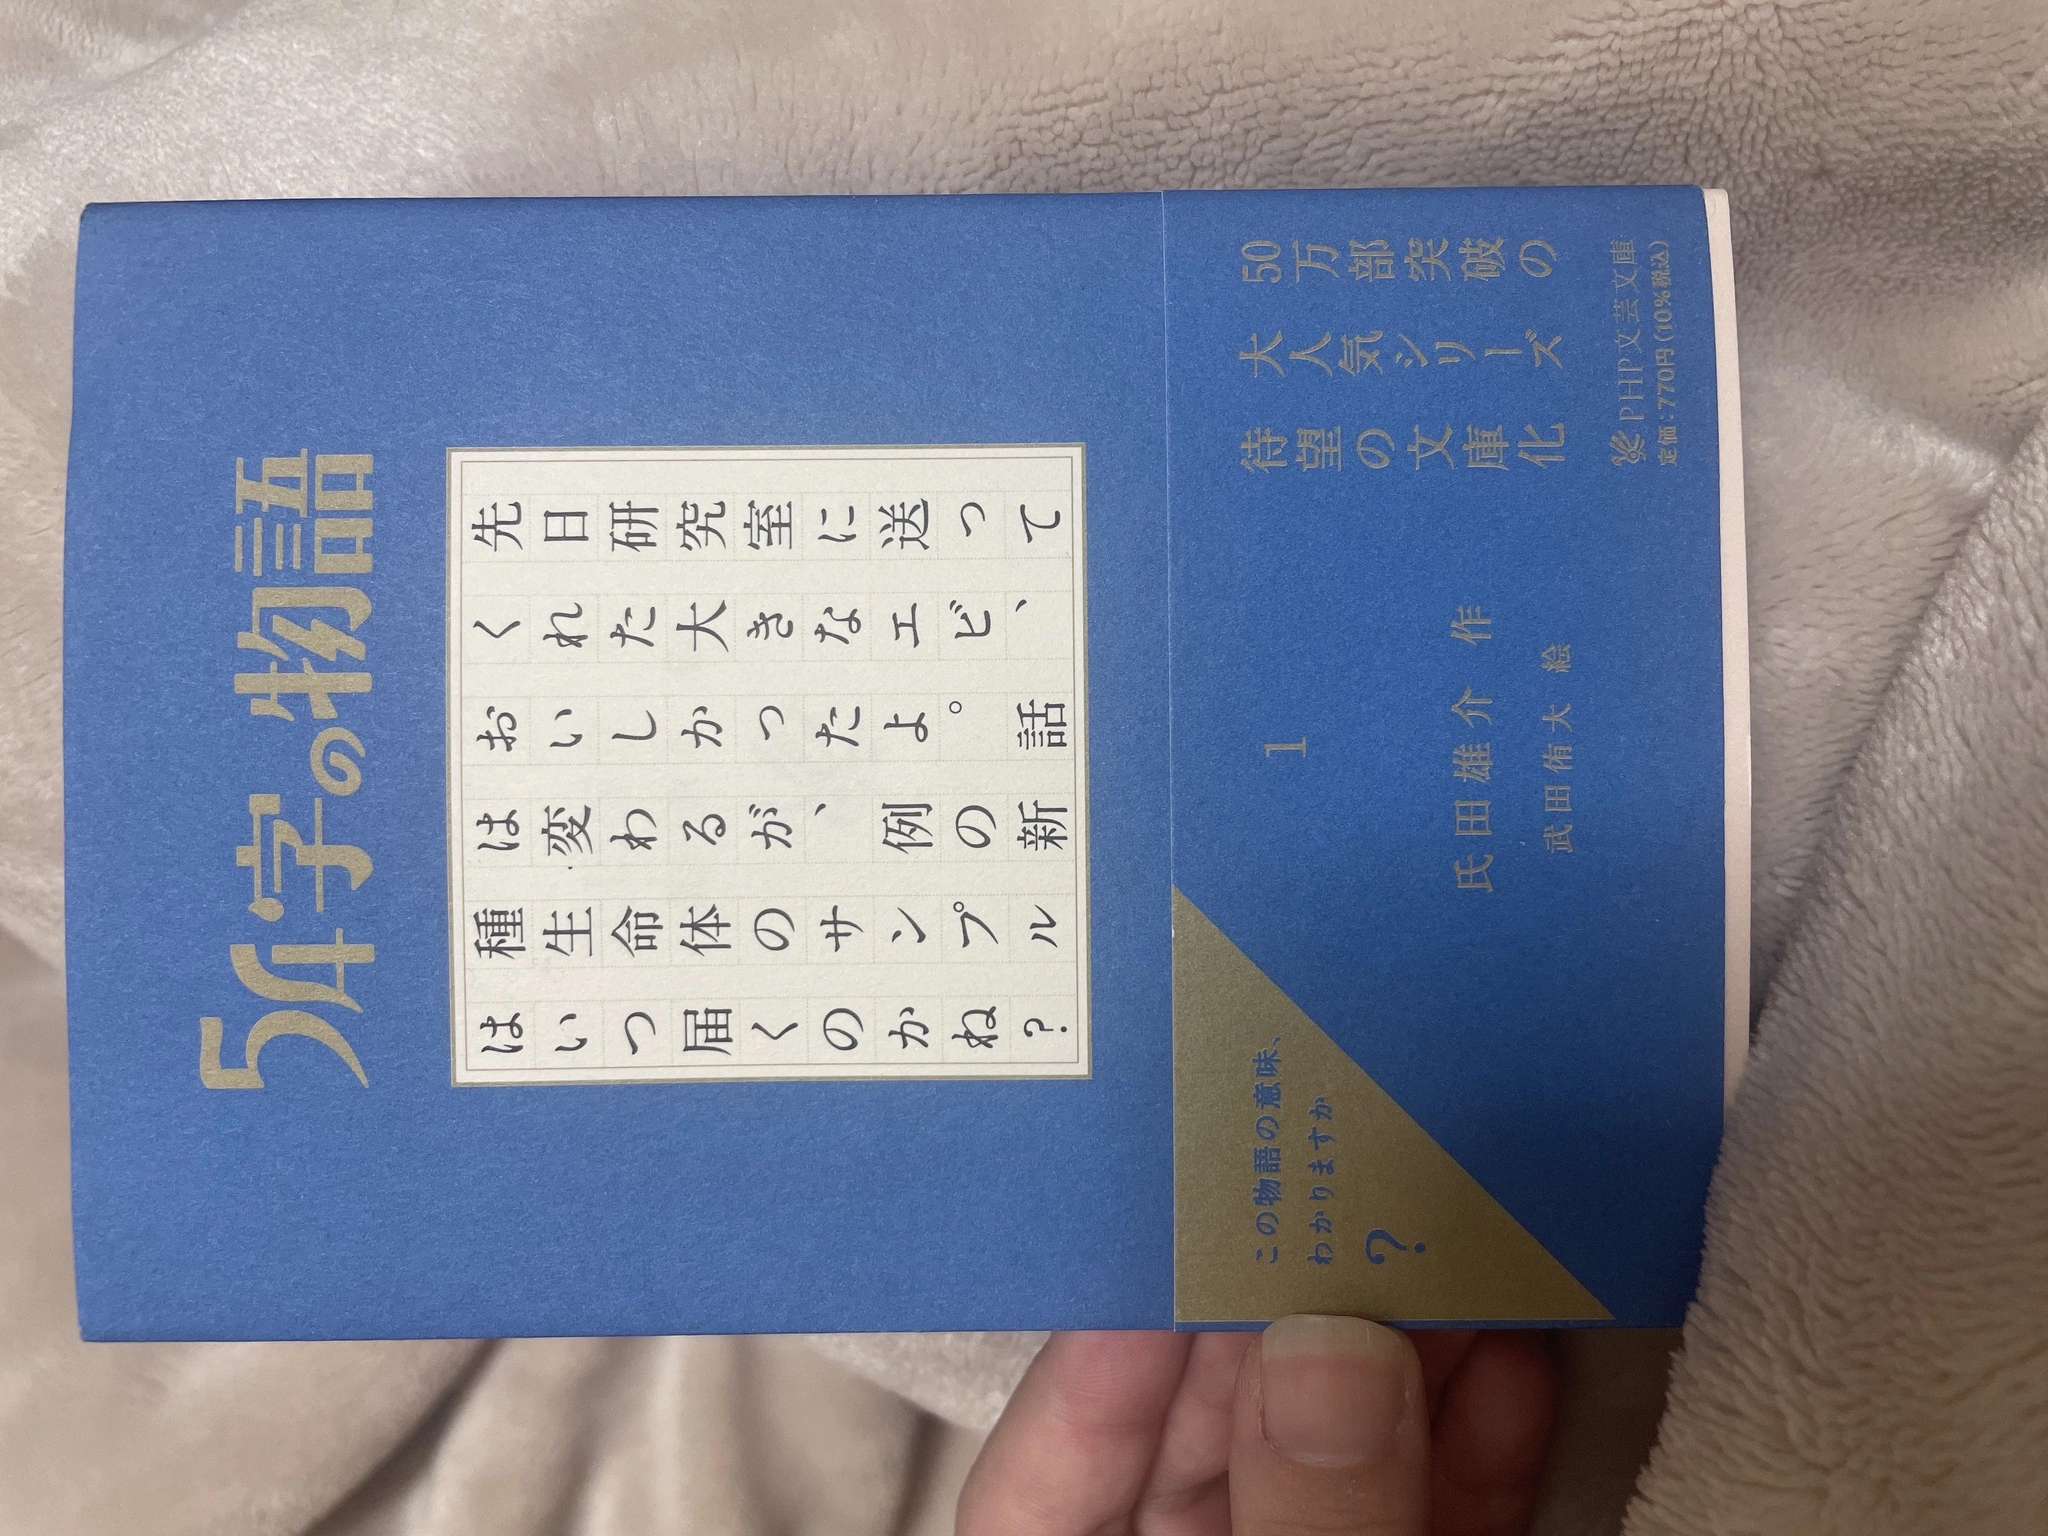 54字の物語
先日研究室に送って
くれた大きなエビ、
おいしかったよ。話
は変わるが、例の新
種生命体のサンプル
はいつ届くのかね?
50万部突破の
大人気シリーズ
待望の文庫化
1
氏田雄介 作
武田侑大 絵
この物語の意味、
わかりますか
?
PHP文芸文庫
定価:770円(10%税込)